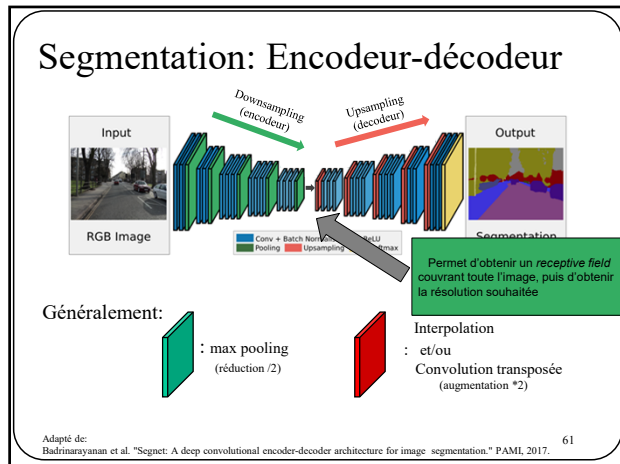 Segmentation: Encodeur-décodeur
Downsampling
(encodeur)
Upsampling
(decodeur)
Input
RGB Image
Output
Segmentation
Conv + Batch Normali
ReLU
Pooling
Upsampling
Permet d'obtenir un receptive field
couvrant toute l'image, puis d'obtenir
la résolution souhaitée
Généralement:
: max pooling
(réduction /2)
Interpolation
: et/ou
Convolution transposée
(augmentation *2)
Adapté de:
Badrinarayanan et al. "Segnet: A deep convolutional encoder-decoder architecture for image segmentation." PAMI, 2017.
61